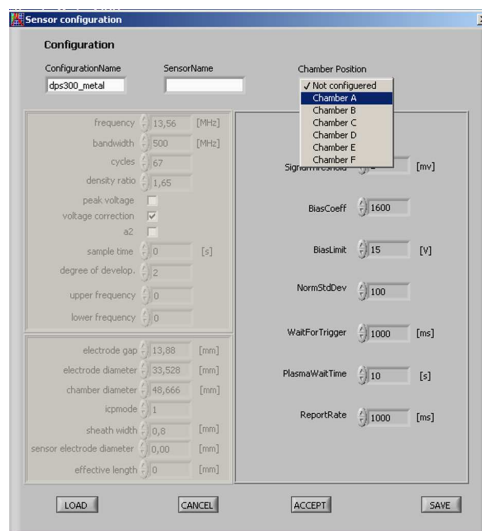 Sensor configuration
Configuration
ConfigurationName
SensorName
Chamber Position
dps300_metal
✓ Not configuered
Chamber A
Chamber B
Chamber C
Chamber D
Chamber E
Chamber F
frequency 13,56 [MHz]
bandwidth 500 [MHz]
cycles 67
density ratio 1,65
peak voltage
voltage correction
a2
sample time 0 [s]
degree of develop. 2
upper frequency 0
lower frequency 0
electrode gap 13,88 [mm]
electrode diameter 33,528 [mm]
chamber diameter 48,666 [mm]
icpmode 1
sheath width 0,8 [mm]
sensor electrode diameter 0,00 [mm]
effective length 0 [mm]
[mv]
BiasCoeff 1600
BiasLimit 15 [V]
NormStdDev 100
WaitForTrigger 1000 [ms]
PlasmaWaitTime 10 [s]
ReportRate 1000 [ms]
LOAD
CANCEL
ACCEPT
SAVE